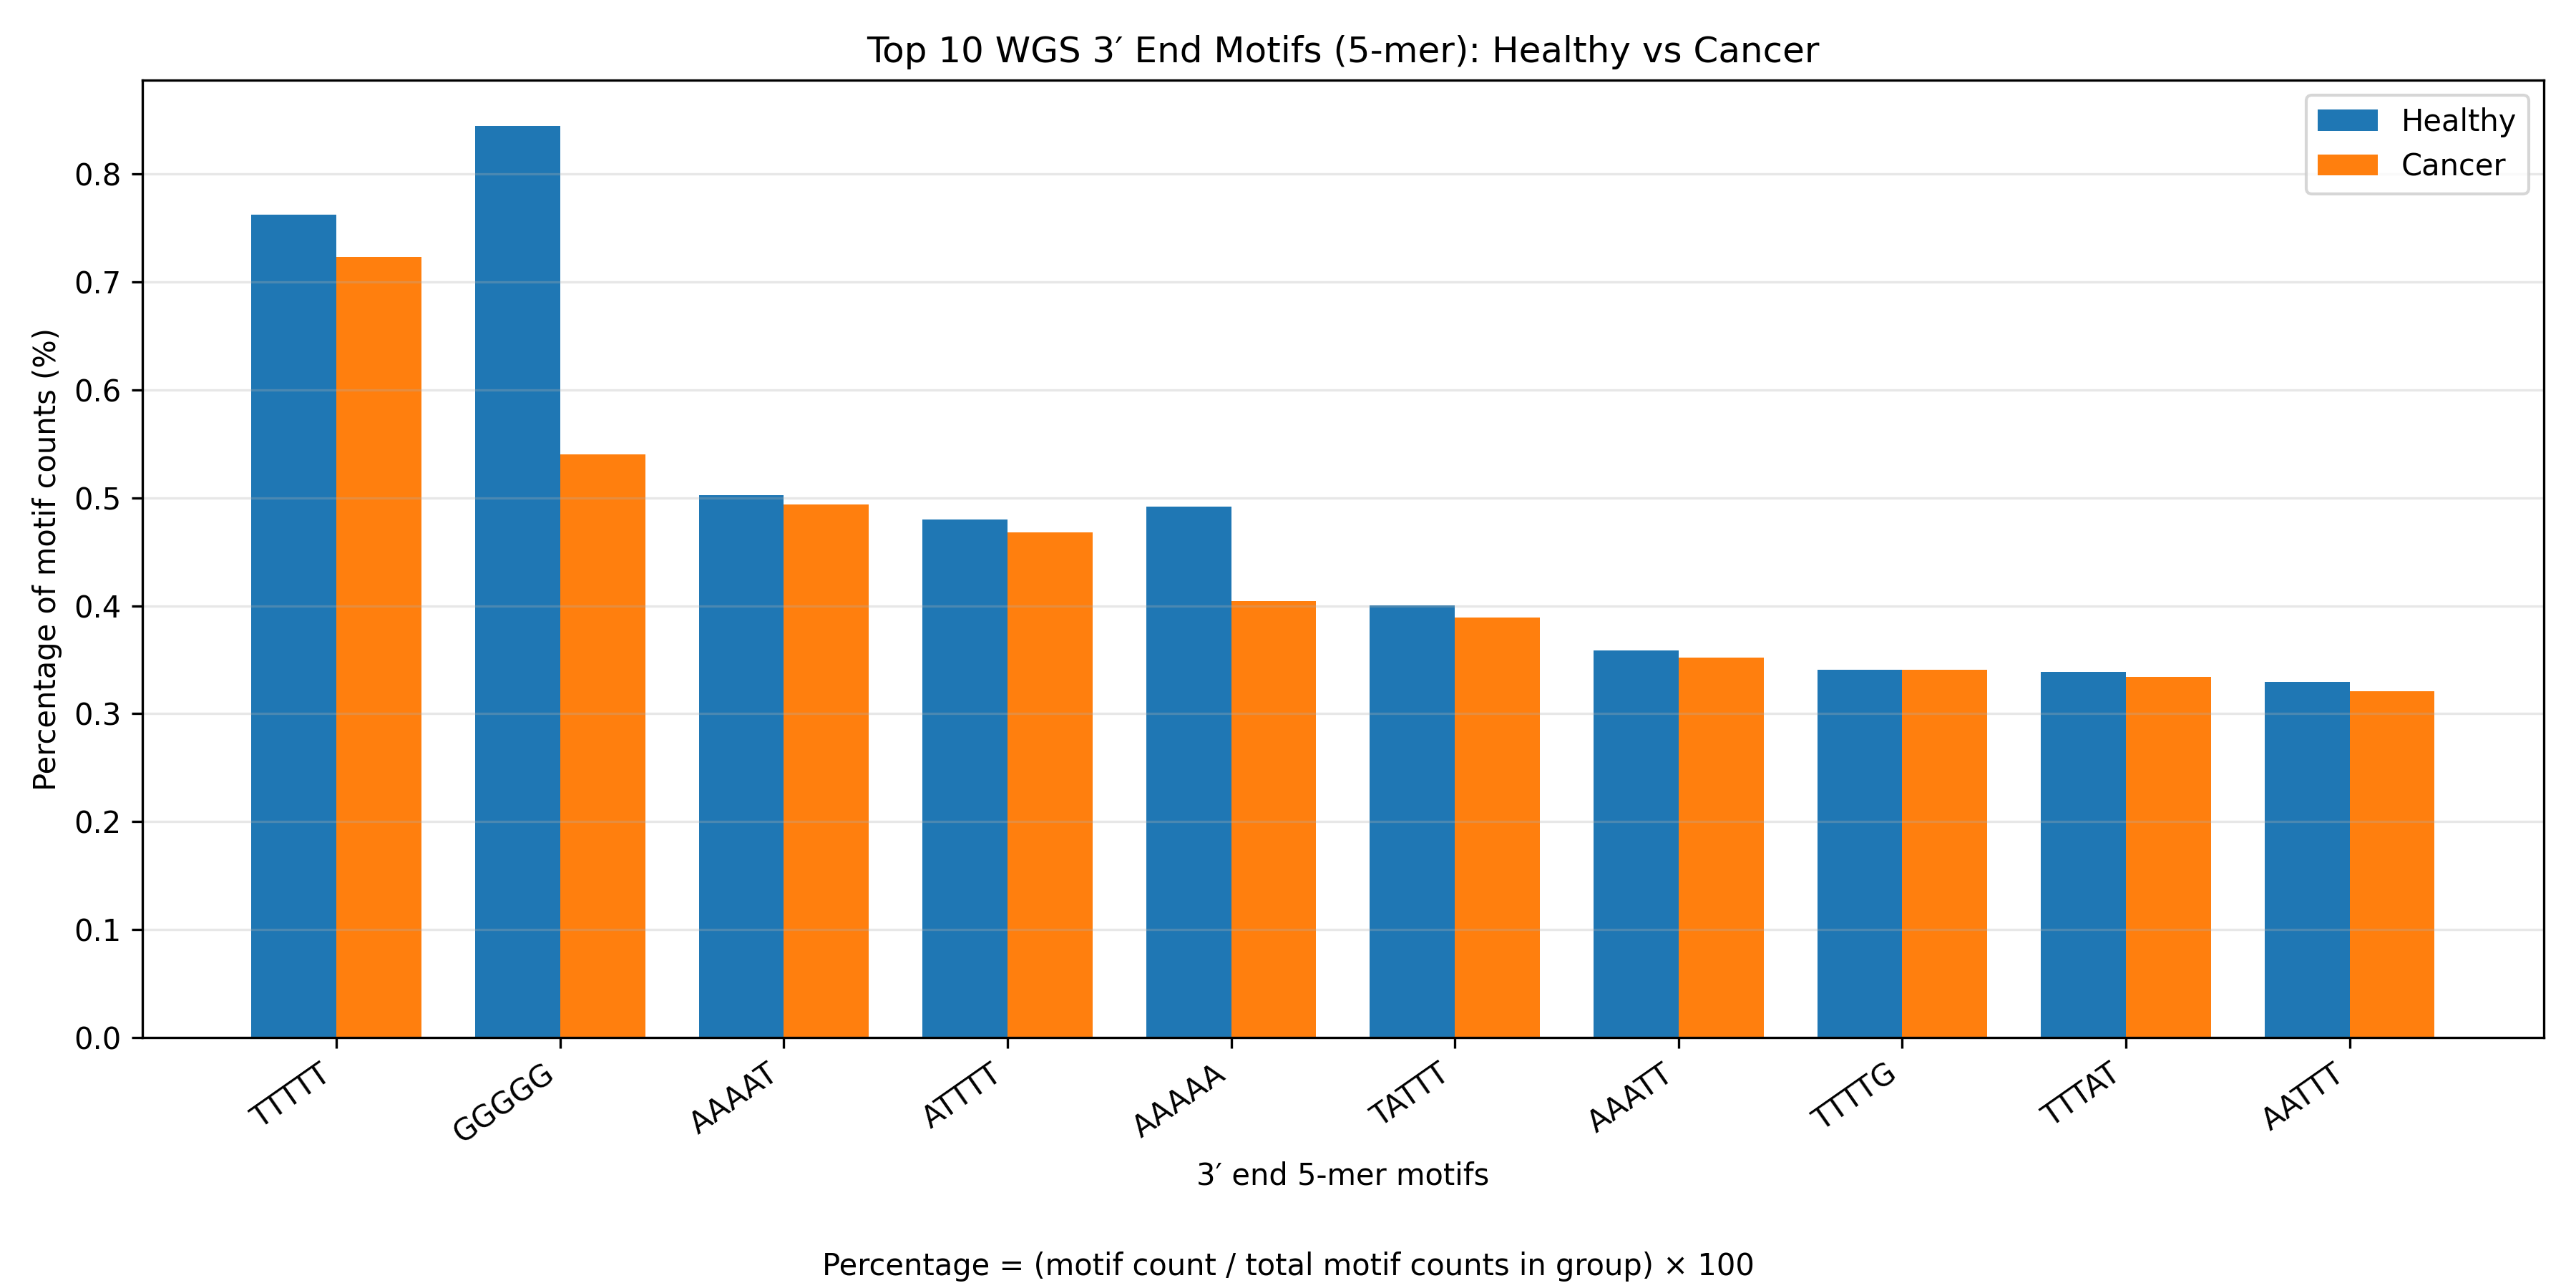 Top 10 WGS 3′ End Motifs (5-mer): Healthy vs Cancer
Healthy
Cancer
Percentage of motif counts (%)
0.8
0.7
0.6
0.5
0.4
0.3
0.2
0.1
0.0
TTTTT
GGGGG
AAAAT
ATTTT
AAAAA
TATTT
AAATT
TTTTG
TTTAT
AATTT
3′ end 5-mer motifs
Percentage = (motif count / total motif counts in group) × 100